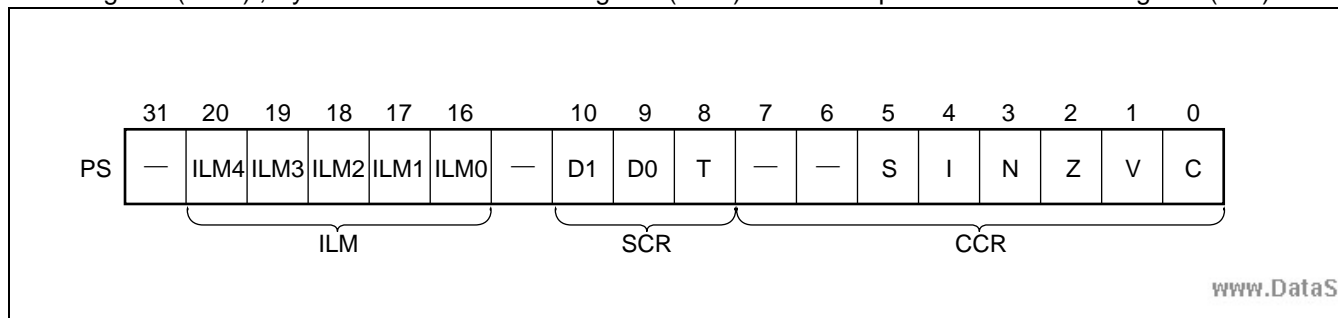 31 20 19 18 17 16 10 9 8 7 6 5 4 3 2 1 0
PS — ILM4 ILM3 ILM2 ILM1 ILM0 — D1 D0 T — — S I N Z V C
ILM SCR CCR
www.DataS